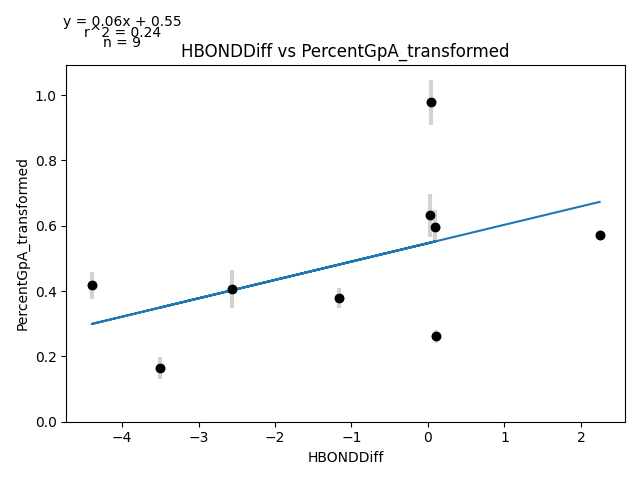 y = 0.06x + 0.55
r^2 = 0.24
n = 9
HBONDDiff vs PercentGpA_transformed
PercentGpA_transformed
1.0
0.8
0.6
0.4
0.2
0.0
−4 −3 −2 −1 0 1 2
HBONDDiff